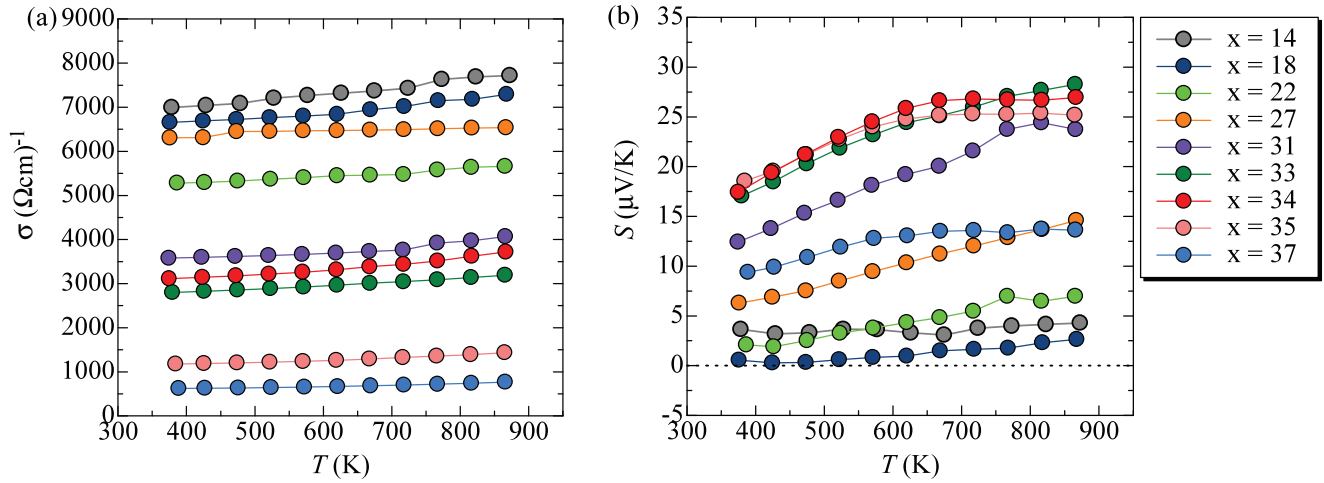 (a)
9000
8000
7000
6000
5000
4000
3000
2000
1000
0
σ (Ωcm)⁻¹
300 400 500 600 700 800 900
T (K)
(b)
35
30
25
20
15
10
5
0
-5
S (μV/K)
300 400 500 600 700 800 900
T (K)
x = 14
x = 18
x = 22
x = 27
x = 31
x = 33
x = 34
x = 35
x = 37